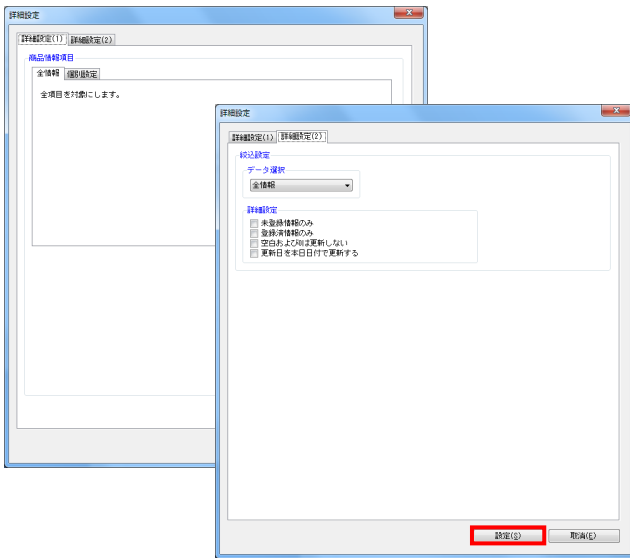 詳細設定
詳細設定(1) 詳細設定(2)
商品情報項目
全情報 個別設定
全項目を対象にします。
詳細設定
詳細設定(1) 詳細設定(2)
絞込設定
データ選択
全情報
詳細設定
未登録情報のみ
登録済情報のみ
空白および0は更新しない
更新日を本日日付で更新する
設定(S) 取消(E)